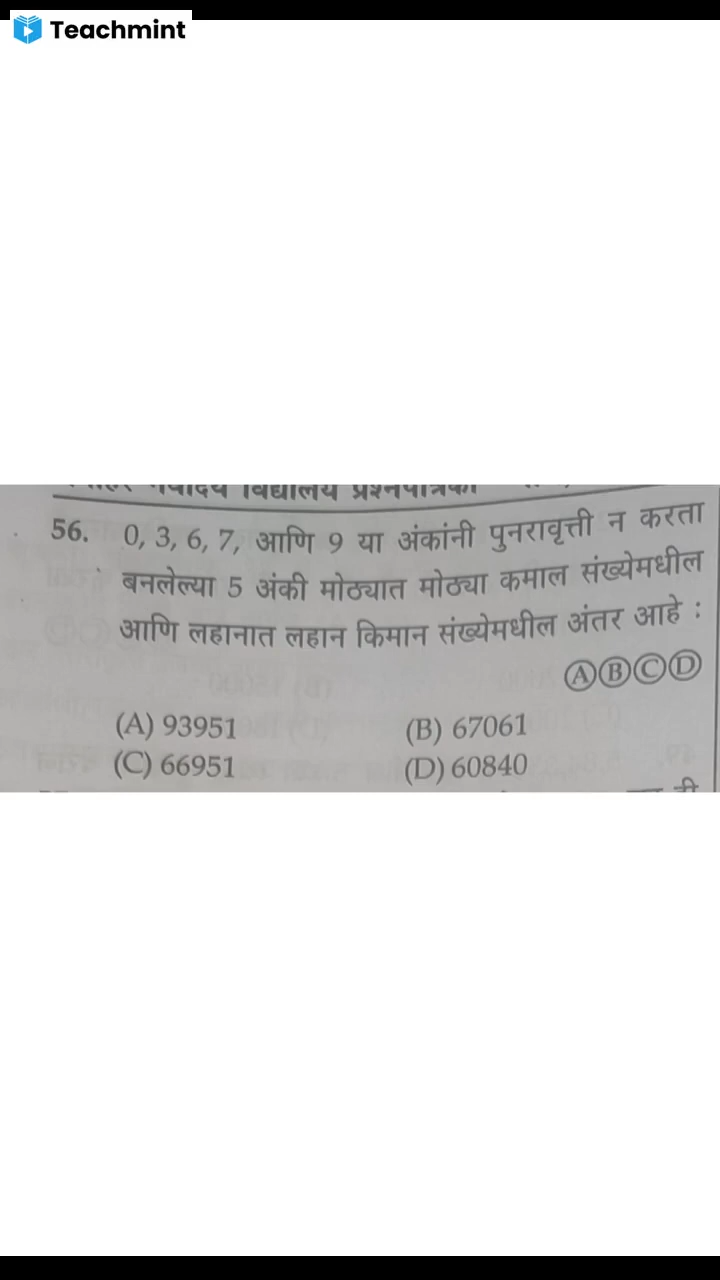 Teachmint
विद्यालय
56. 0, 3, 6, 7, आणि 9 या अंकांनी पुनरावृत्ती न करता
बनलेल्या 5 अंकी मोठ्यात मोठ्या कमाल संख्येमधील
आणि लहानात लहान किमान संख्येमधील अंतर आहे :
Ⓐ Ⓑ Ⓒ Ⓓ
(A) 93951 (B) 67061
(C) 66951 (D) 60840